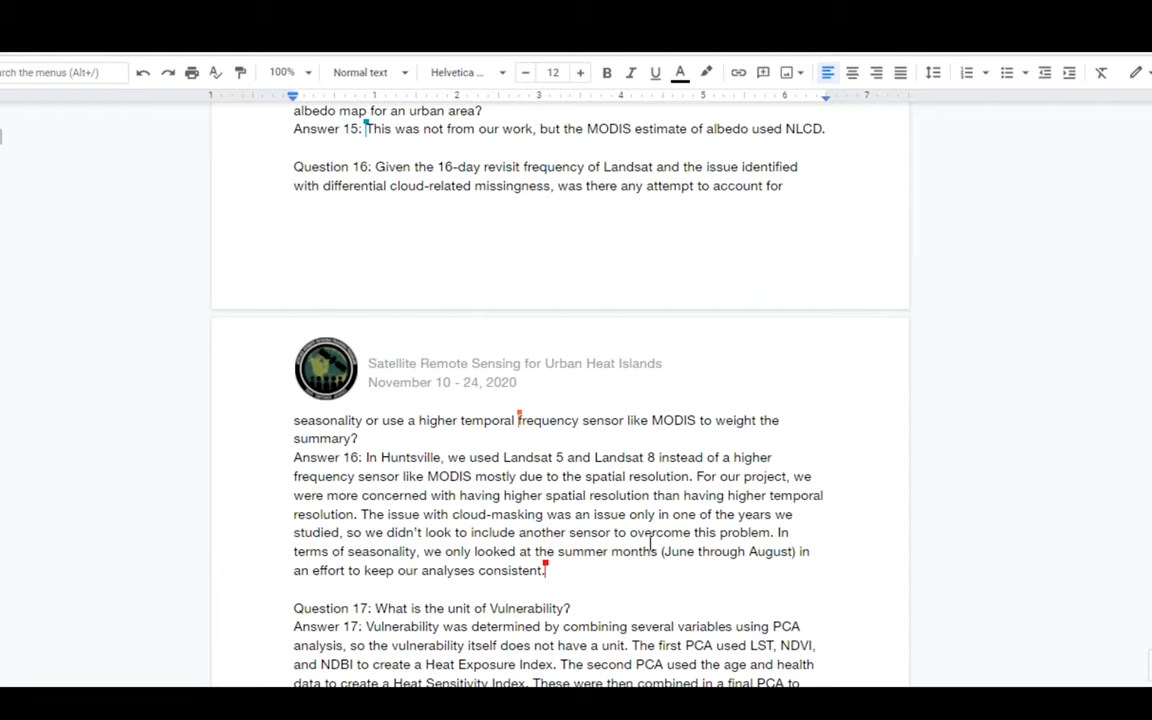 rch the menus (Alt+/)
100%
Normal text
Helvetica ...
12
B I U A
1 1 2 3 4 5 6 7
albedo map for an urban area?
Answer 15: This was not from our work, but the MODIS estimate of albedo used NLCD.
Question 16: Given the 16-day revisit frequency of Landsat and the issue identified
with differential cloud-related missingness, was there any attempt to account for
Satellite Remote Sensing for Urban Heat Islands
November 10 - 24, 2020
seasonality or use a higher temporal frequency sensor like MODIS to weight the
summary?
Answer 16: In Huntsville, we used Landsat 5 and Landsat 8 instead of a higher
frequency sensor like MODIS mostly due to the spatial resolution. For our project, we
were more concerned with having higher spatial resolution than having higher temporal
resolution. The issue with cloud-masking was an issue only in one of the years we
studied, so we didn't look to include another sensor to overcome this problem. In
terms of seasonality, we only looked at the summer months (June through August) in
an effort to keep our analyses consistent.
Question 17: What is the unit of Vulnerability?
Answer 17: Vulnerability was determined by combining several variables using PCA
analysis, so the vulnerability itself does not have a unit. The first PCA used LST, NDVI,
and NDBI to create a Heat Exposure Index. The second PCA used the age and health
data to create a Heat Sensitivity Index. These were then combined in a final PCA to